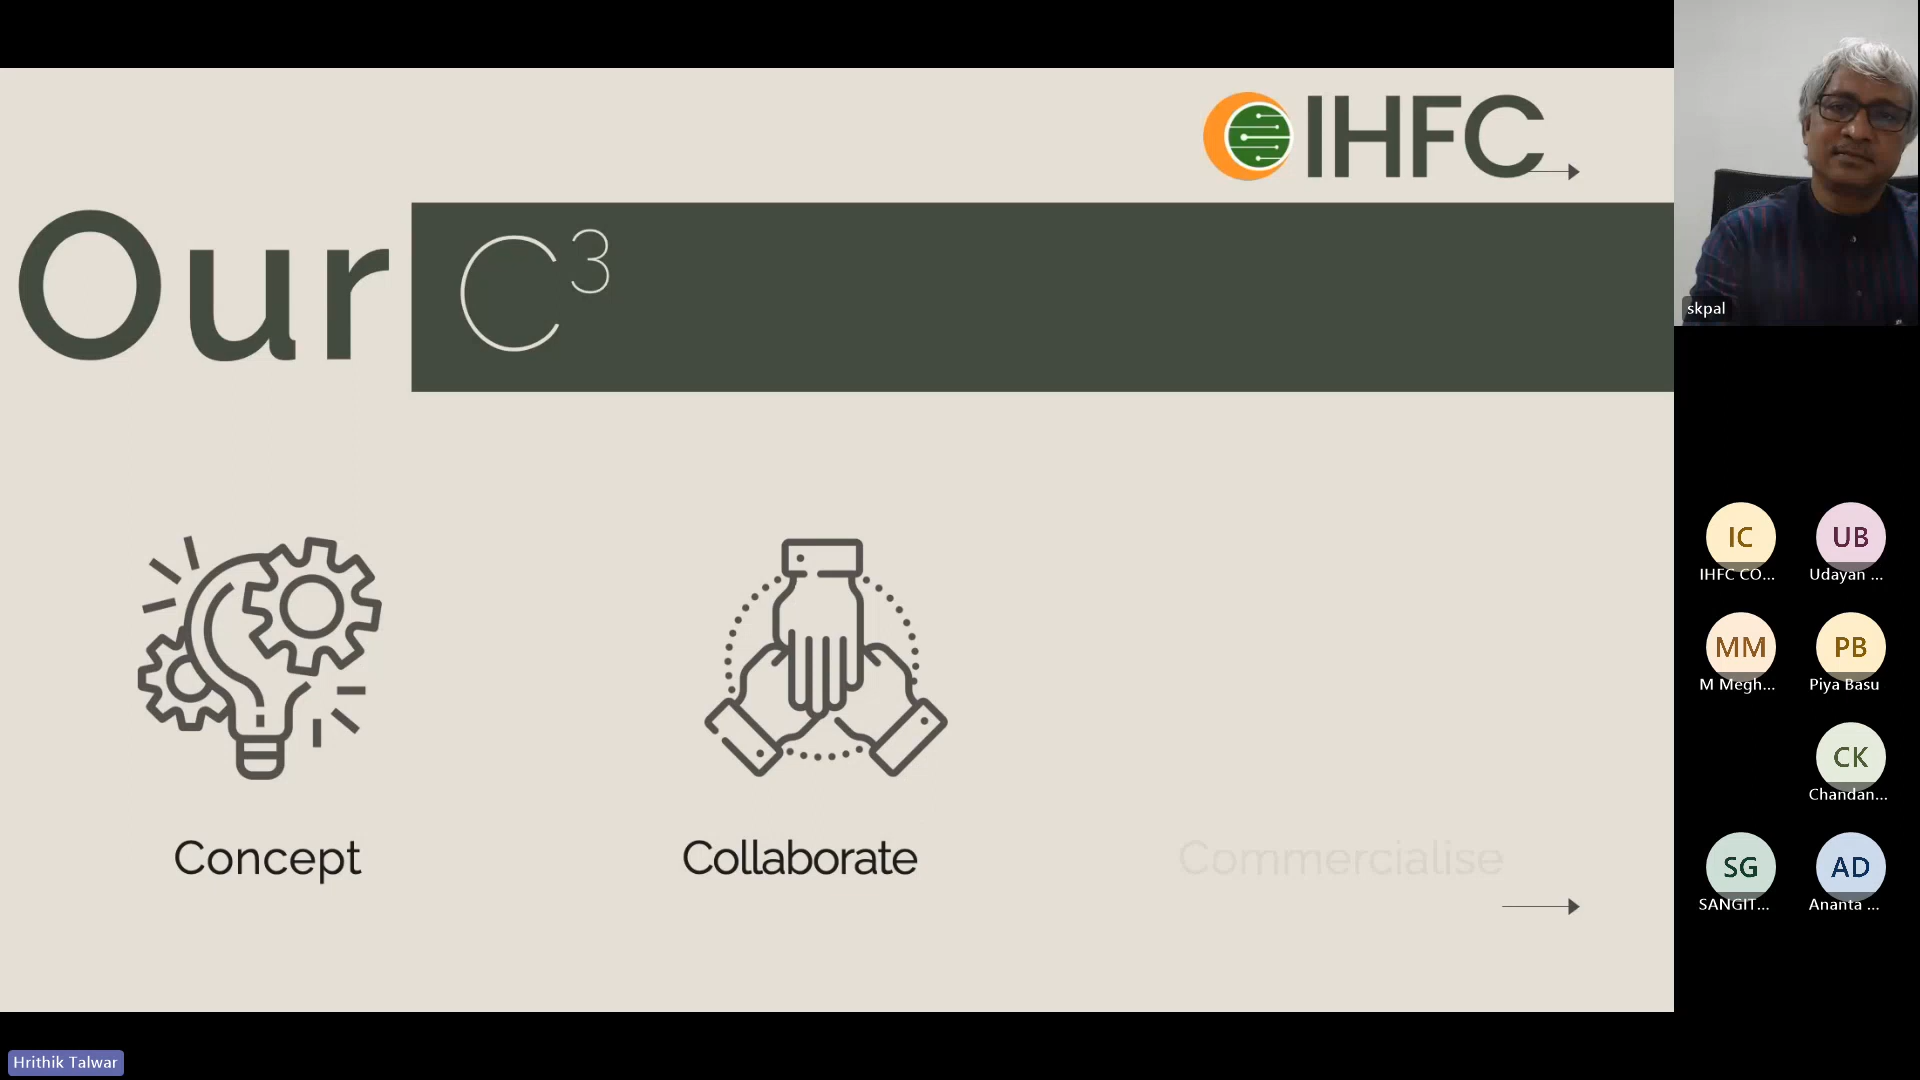 IHFC
Our C³
Concept
Collaborate
Commercialise
skpal
IC
UB
IHFC CO...
Udayan ...
MM
PB
M Megh...
Piya Basu
CK
Chandan...
SG
AD
SANGIT...
Ananta ...
Hrithik Talwar